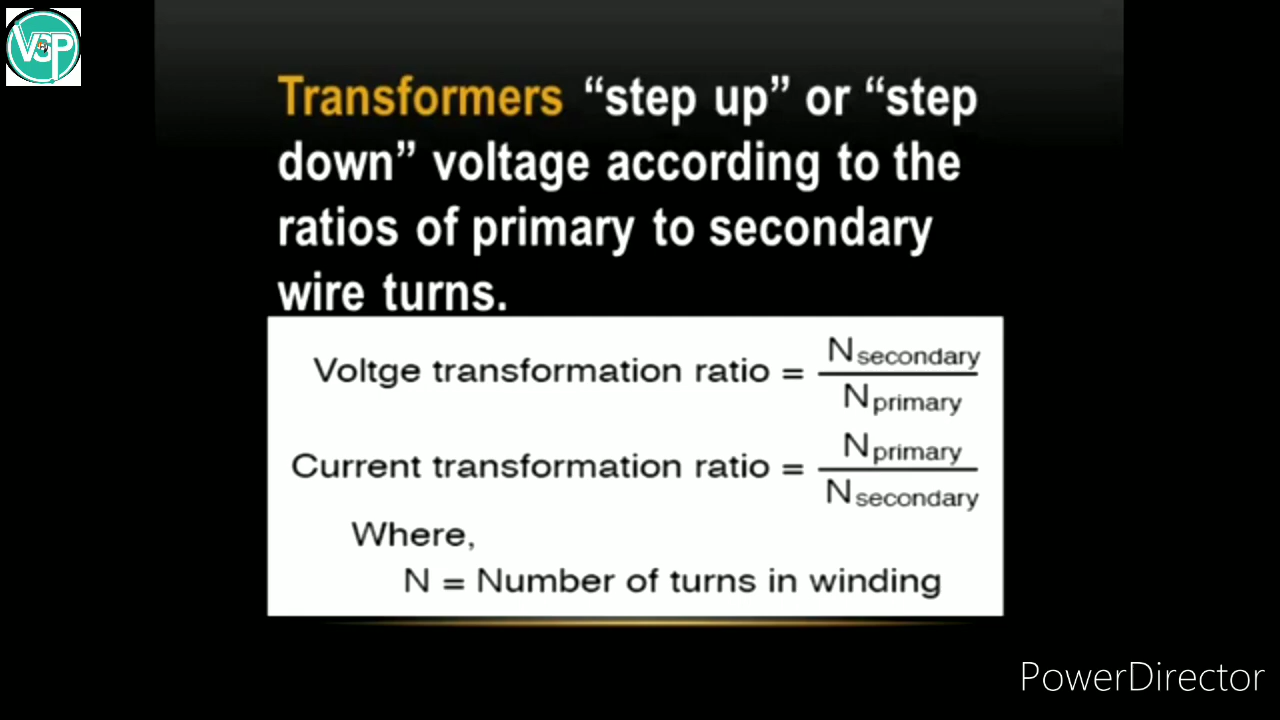 VSP
Transformers “step up” or “step
down” voltage according to the
ratios of primary to secondary
wire turns.
Voltge transformation ratio = Nsecondary / Nprimary
Current transformation ratio = Nprimary / Nsecondary
Where,
N = Number of turns in winding
PowerDirector